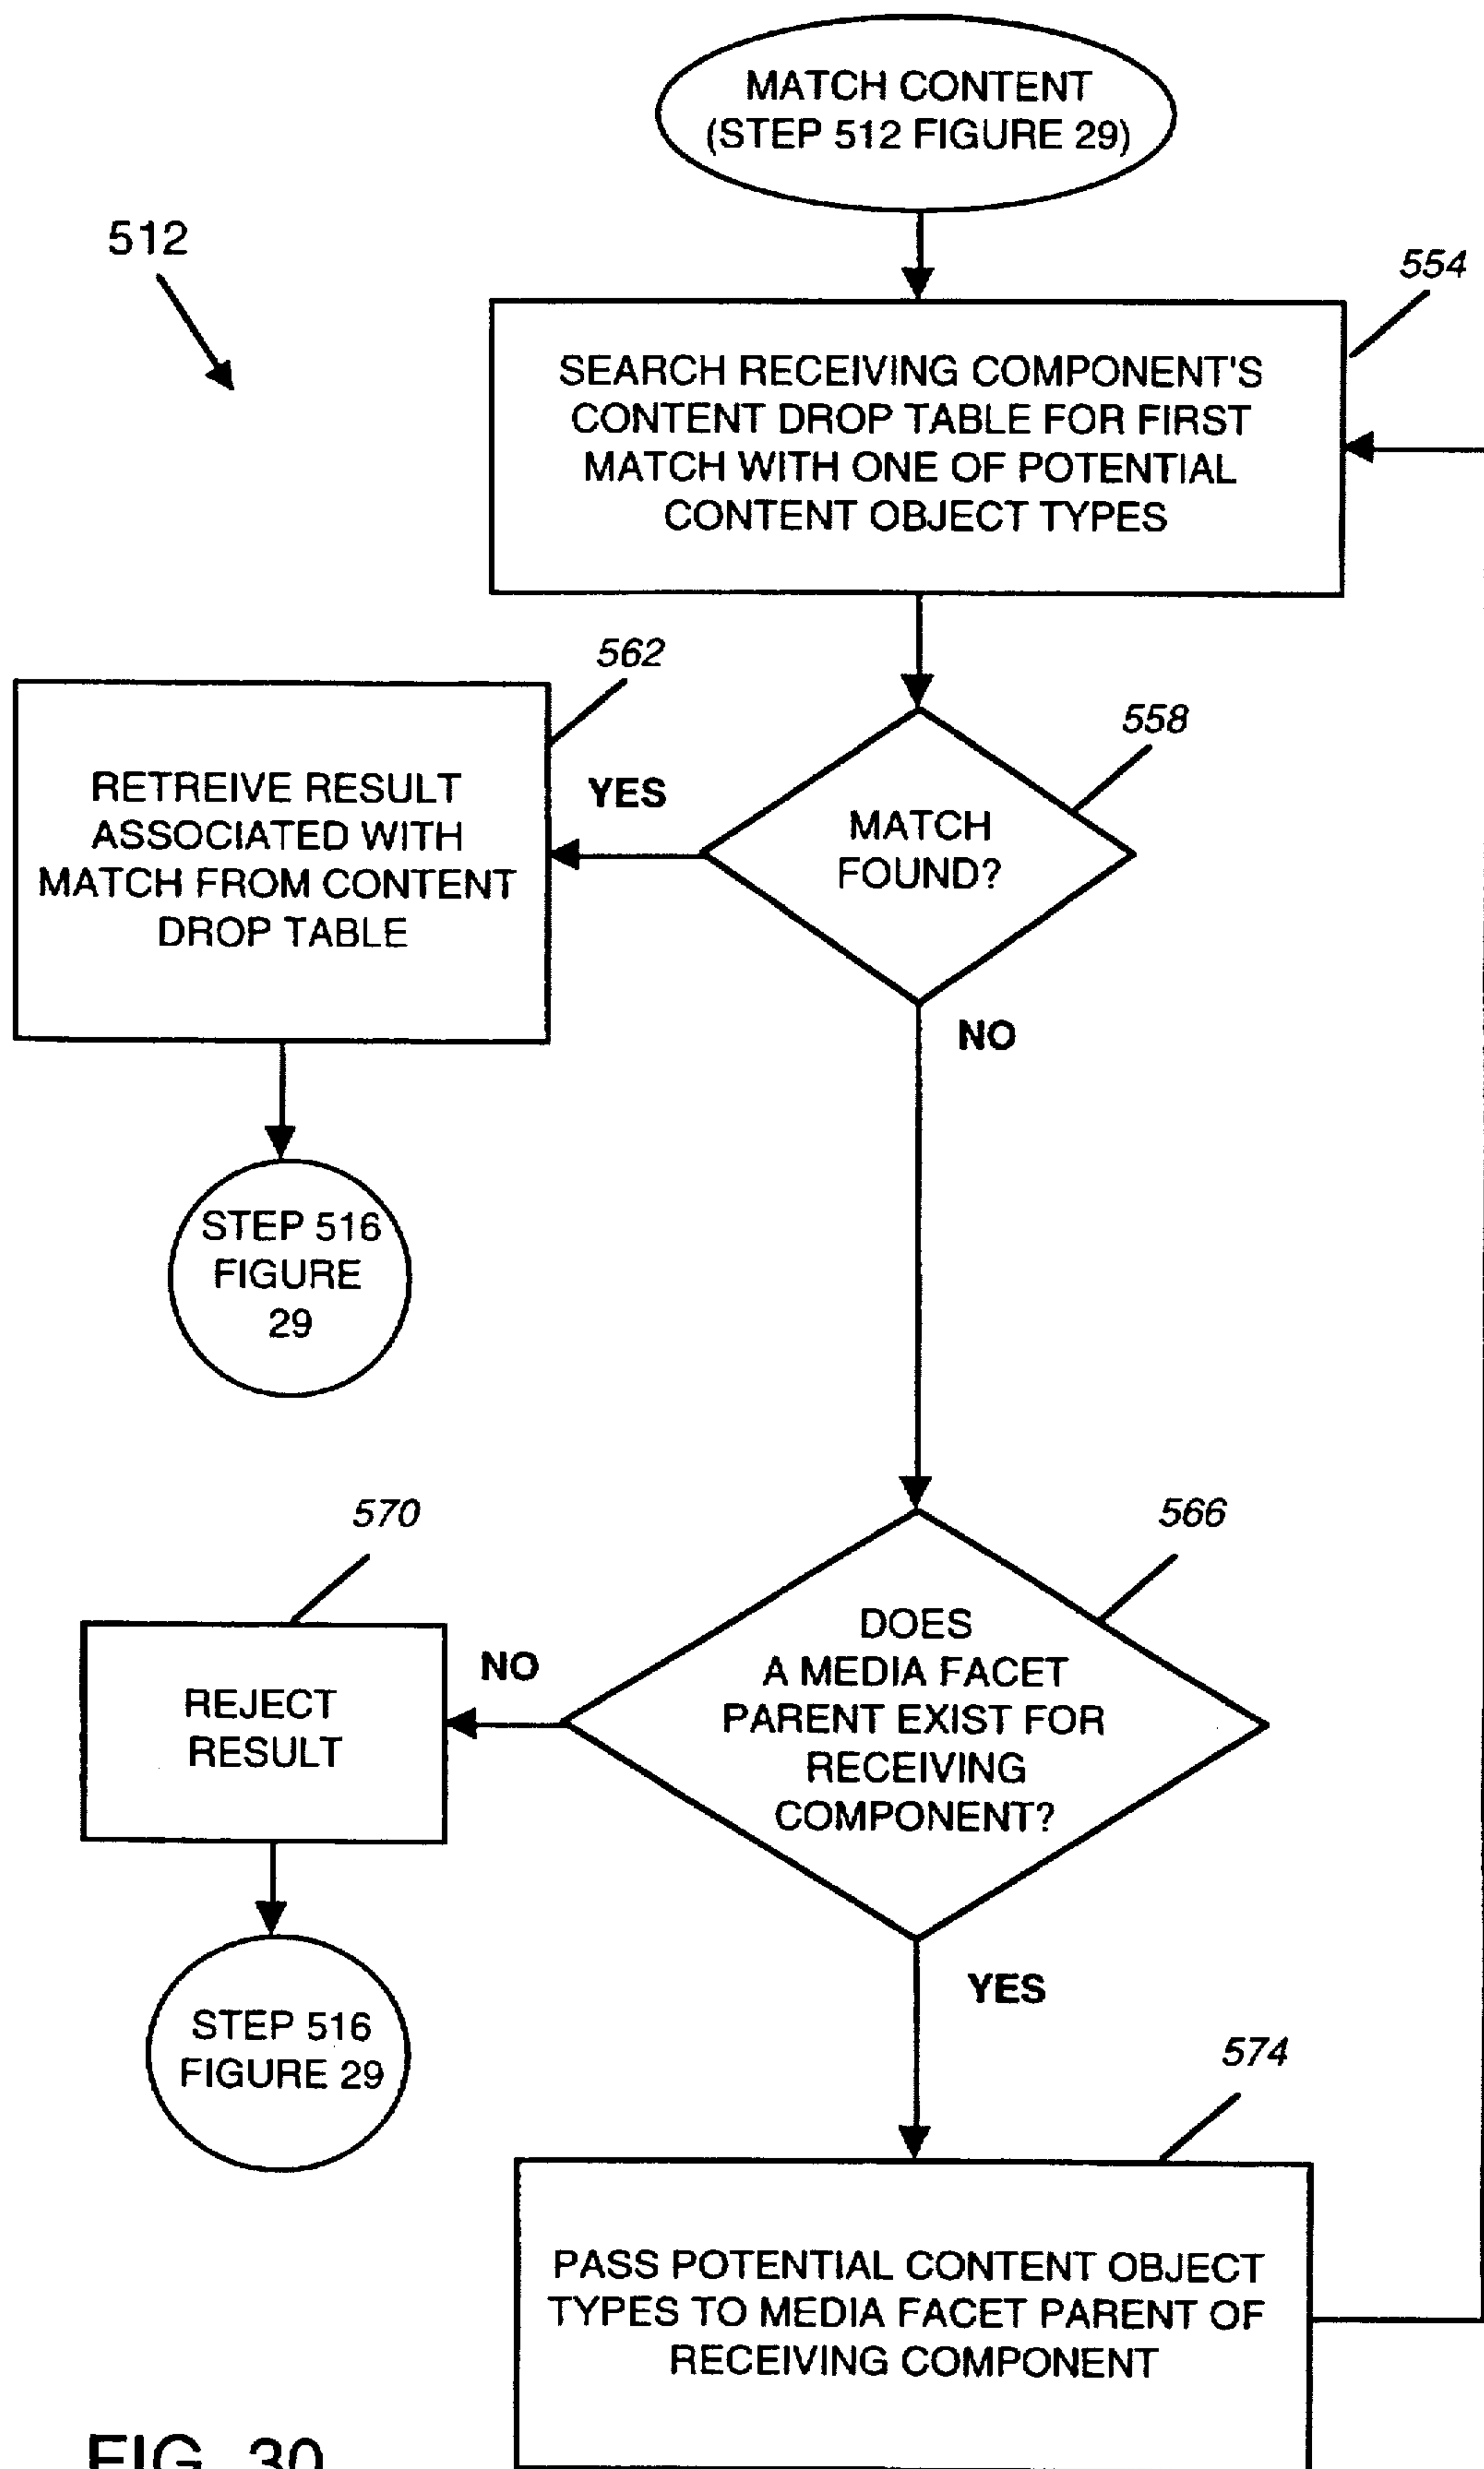 MATCH CONTENT
(STEP 512 FIGURE 29)
512
554
SEARCH RECEIVING COMPONENT'S
CONTENT DROP TABLE FOR FIRST
MATCH WITH ONE OF POTENTIAL
CONTENT OBJECT TYPES
562
558
RETREIVE RESULT
ASSOCIATED WITH
MATCH FROM CONTENT
DROP TABLE
YES
MATCH
FOUND?
NO
STEP 516
FIGURE
29
570
566
REJECT
RESULT
NO
DOES
A MEDIA FACET
PARENT EXIST FOR
RECEIVING
COMPONENT?
YES
STEP 516
FIGURE 29
574
PASS POTENTIAL CONTENT OBJECT
TYPES TO MEDIA FACET PARENT OF
RECEIVING COMPONENT
FIG. 30